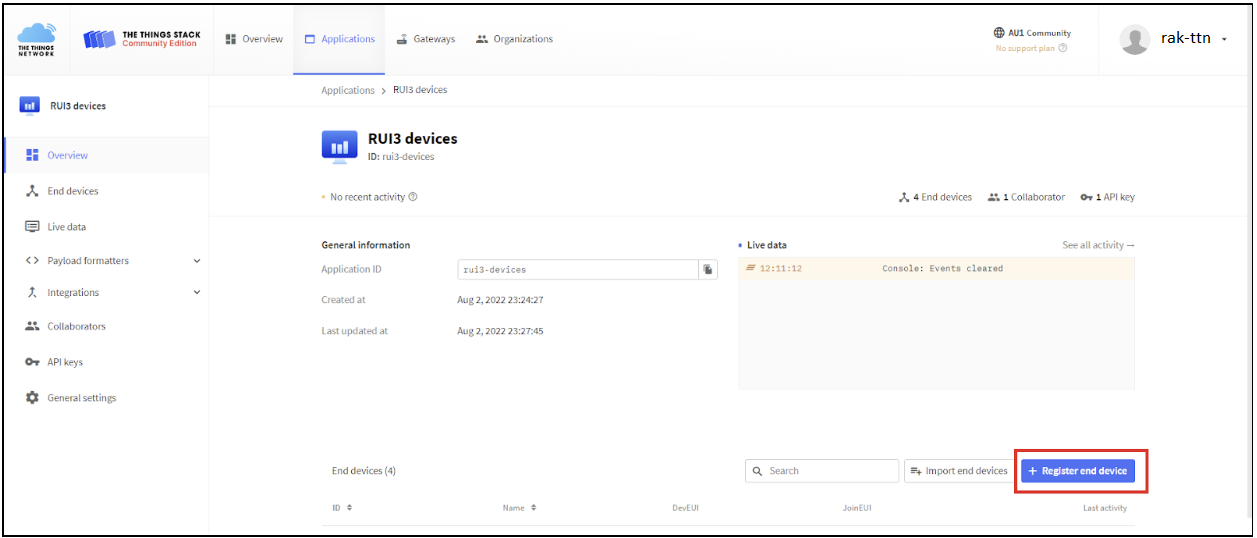 THE THINGS NETWORK
THE THINGS STACK
Community Edition
Overview
Applications
Gateways
Organizations
AU1 Community
No support plan
rak-ttn
RUI3 devices
Overview
End devices
Live data
Payload formatters
Integrations
Collaborators
API keys
General settings
Applications > RUI3 devices
RUI3 devices
ID: rui3-devices
No recent activity
4 End devices
1 Collaborator
1 API key
General information
Application ID rui3-devices
Created at Aug 2, 2022 23:24:27
Last updated at Aug 2, 2022 23:27:45
Live data
See all activity →
12:11:12 Console: Events cleared
End devices (4)
Search
Import end devices
+ Register end device
ID Name DevEUI JoinEUI Last activity